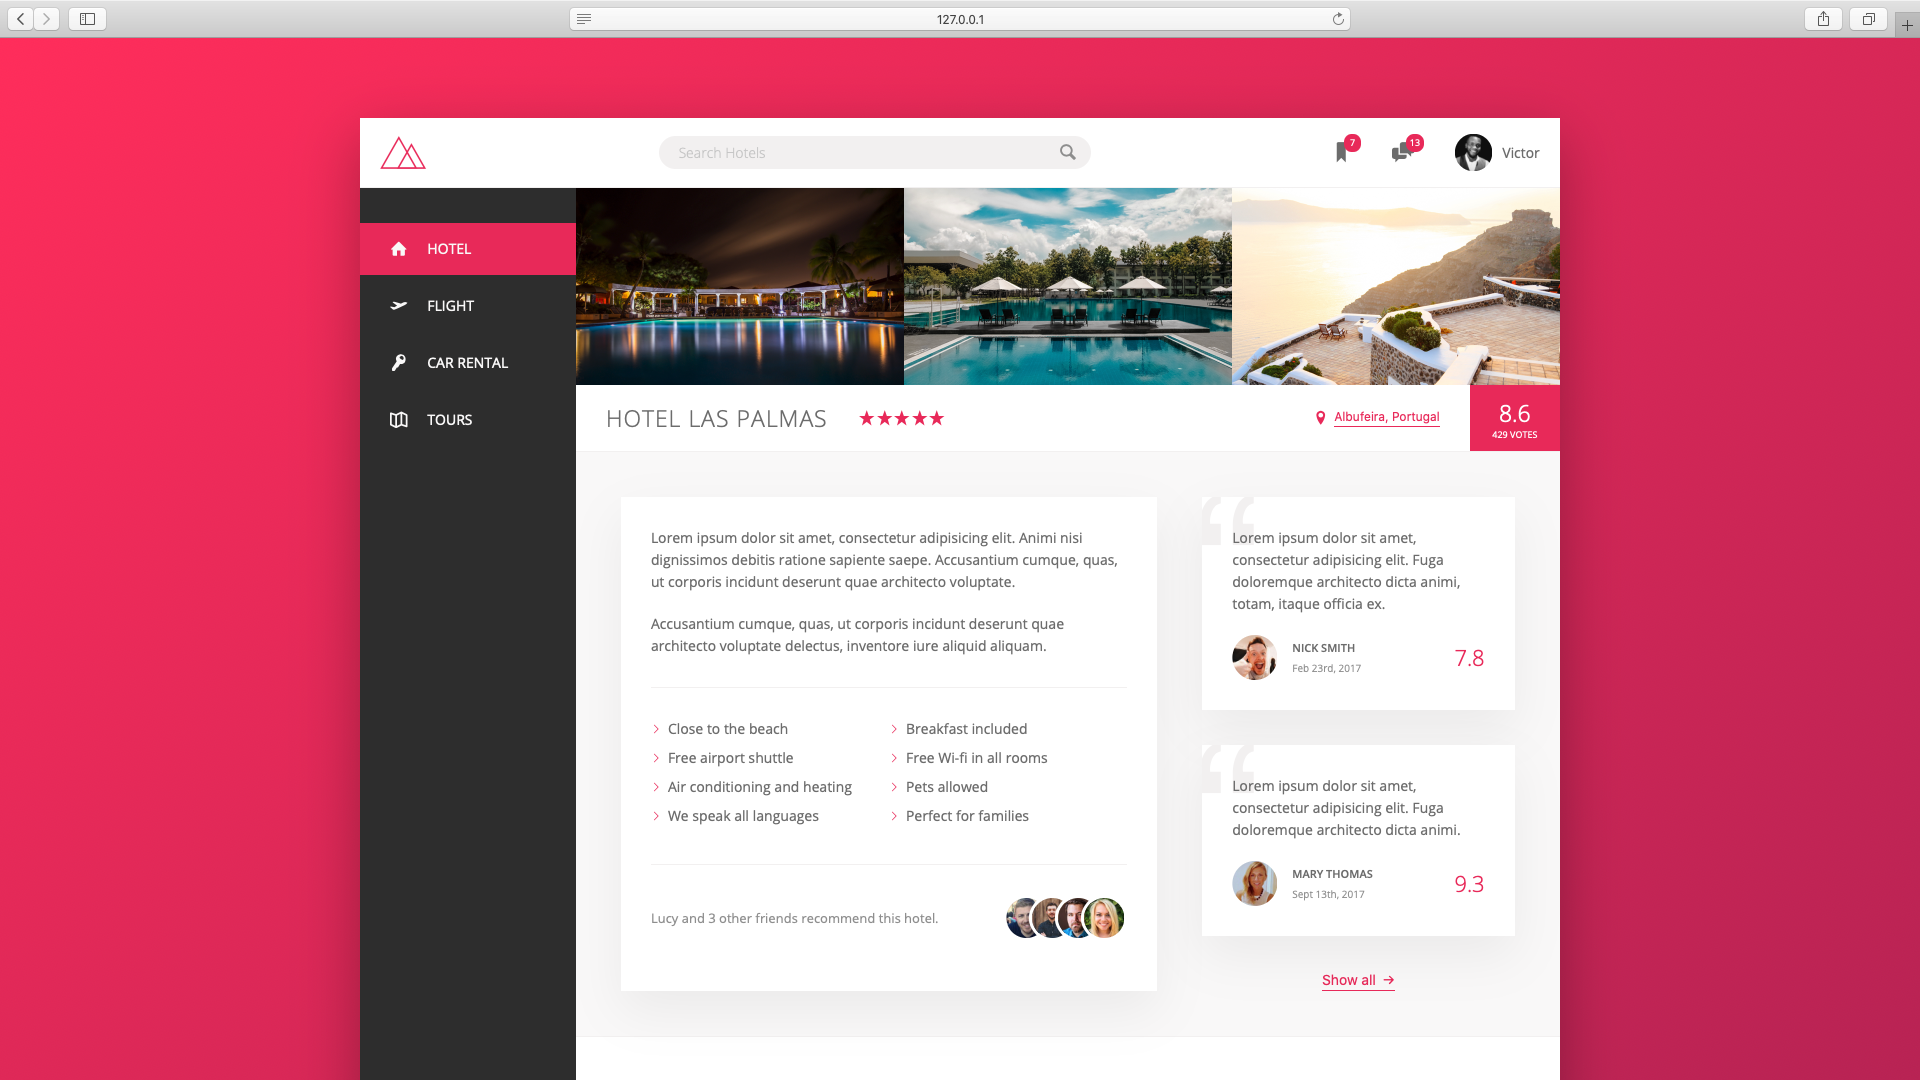 127.0.0.1
Search Hotels
7
13
Victor
HOTEL
FLIGHT
CAR RENTAL
TOURS
HOTEL LAS PALMAS
Albufeira, Portugal
8.6
429 VOTES
Lorem ipsum dolor sit amet, consectetur adipisicing elit. Animi nisi
dignissimos debitis ratione sapiente saepe. Accusantium cumque, quas,
ut corporis incidunt deserunt quae architecto voluptate.
Accusantium cumque, quas, ut corporis incidunt deserunt quae
architecto voluptate delectus, inventore iure aliquid aliquam.
Close to the beach
Free airport shuttle
Air conditioning and heating
We speak all languages
Breakfast included
Free Wi-fi in all rooms
Pets allowed
Perfect for families
Lucy and 3 other friends recommend this hotel.
“
Lorem ipsum dolor sit amet,
consectetur adipisicing elit. Fuga
doloremque architecto dicta animi,
totam, itaque officia ex.
NICK SMITH
Feb 23rd, 2017
7.8
“
Lorem ipsum dolor sit amet,
consectetur adipisicing elit. Fuga
doloremque architecto dicta animi.
MARY THOMAS
Sept 13th, 2017
9.3
Show all →